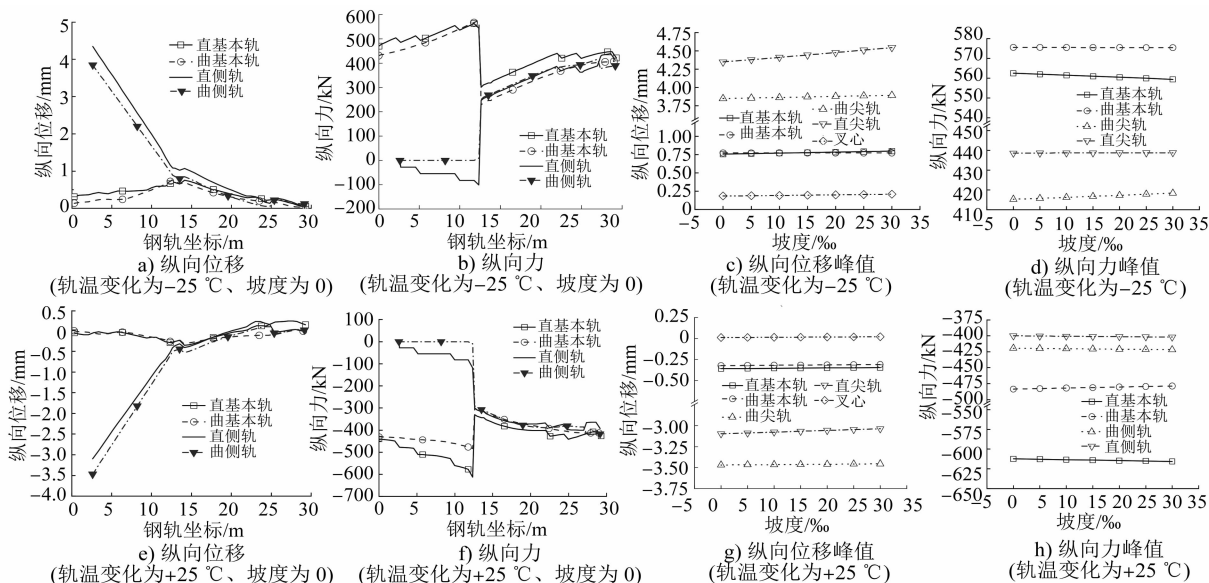 5
4
3
2
1
0
纵向位移/mm
直基本轨
曲基本轨
直侧轨
曲侧轨
0 5 10 15 20 25 30
钢轨坐标/m
a) 纵向位移
(轨温变化为–25 ℃、坡度为 0)
600
500
400
300
200
100
0
−100
−200
纵向力/kN
直基本轨
曲基本轨
直侧轨
曲侧轨
0 5 10 15 20 25 30
钢轨坐标/m
b) 纵向力
(轨温变化为–25 ℃、坡度为 0)
4.75
4.50
4.25
4.00
3.75
1.00
0.75
0.50
0.25
0
纵向位移/mm
直基本轨
曲基本轨
曲尖轨
直尖轨
叉心
−5 0 5 10 15 20 25 30 35
坡度/‰
c) 纵向位移峰值
(轨温变化为–25 ℃)
580
575
570
565
560
555
450
440
430
420
410
纵向力/kN
直基本轨
曲基本轨
曲尖轨
直尖轨
−5 0 5 10 15 20 25 30 35
坡度/‰
d) 纵向力峰值
(轨温变化为–25 ℃)
0.5
0
−0.5
−1.0
−1.5
−2.0
−2.5
−3.0
−3.5
−4.0
纵向位移/mm
直基本轨
曲基本轨
直侧轨
曲侧轨
0 5 10 15 20 25 30
钢轨坐标/m
e) 纵向位移
(轨温变化为+25 ℃、坡度为 0)
100
0
−100
−200
−300
−400
−500
−600
−700
纵向力/kN
直基本轨
曲基本轨
直侧轨
曲侧轨
0 5 10 15 20 25 30
钢轨坐标/m
f) 纵向力
(轨温变化为+25 ℃、坡度为 0)
0.25
0
−0.25
−0.50
−3.00
−3.25
−3.50
−3.75
纵向位移/mm
直基本轨
曲基本轨
曲尖轨
直尖轨
叉心
−5 0 5 10 15 20 25 30 35
坡度/‰
g) 纵向位移峰值
(轨温变化为+25 ℃)
−375
−400
−425
−450
−475
−500
−575
−600
−625
−650
纵向力/kN
直基本轨
曲基本轨
曲侧轨
直侧轨
−5 0 5 10 15 20 25 30 35
坡度/‰
h) 纵向力峰值
(轨温变化为+25 ℃)